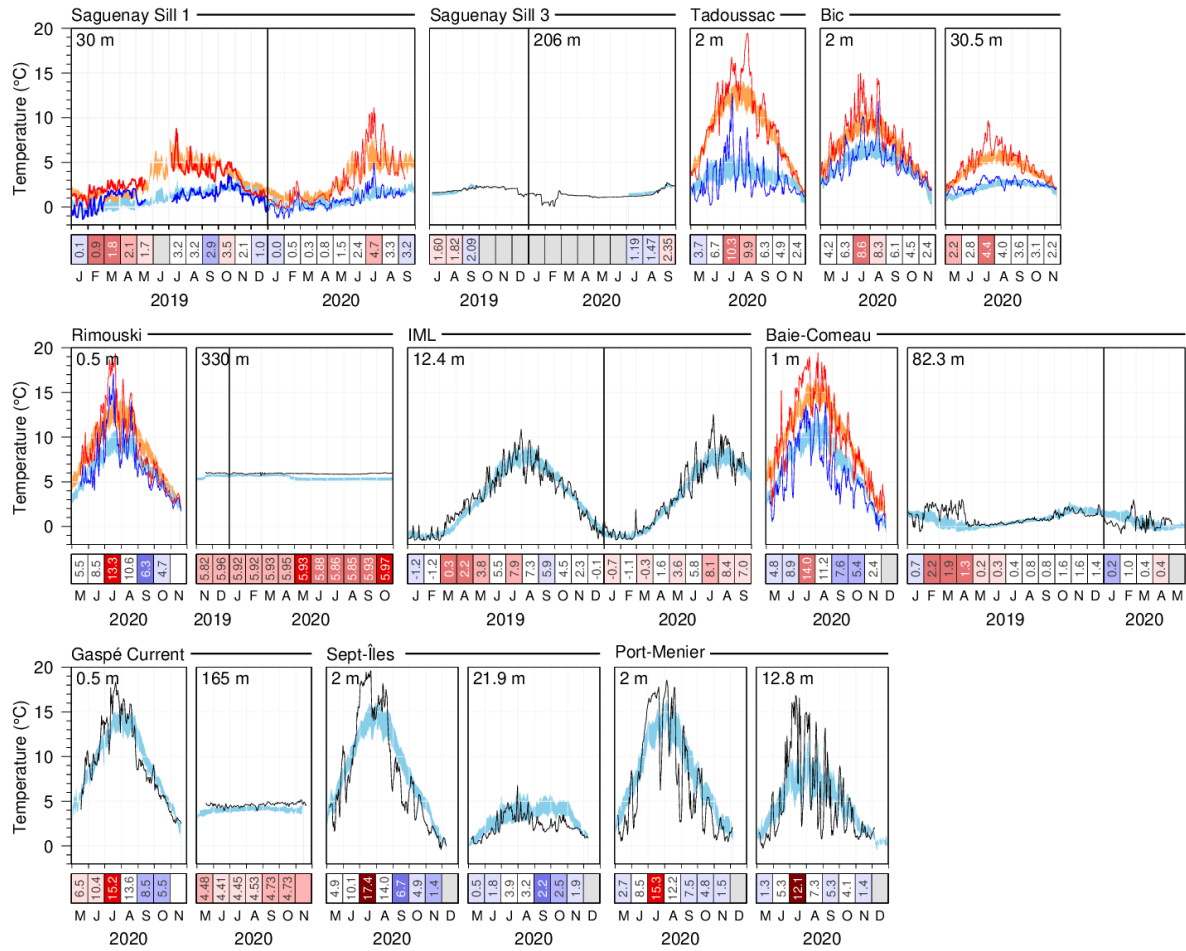 Saguenay Sill 1 Saguenay Sill 3 Tadoussac Bic
30 m 206 m 2 m 2 m 30.5 m
Temperature (°C)
20
15
10
5
0
0.1 0.9 1.8 2.1 1.7 3.2 3.2 2.9 3.5 2.1 1.0 0.0 0.5 0.3 0.8 1.5 2.4 4.7 3.3 3.2
1.60 1.82 2.09 1.19 1.47 2.35
3.7 6.7 10.3 9.9 6.3 4.9 2.4
4.2 6.3 8.6 8.3 6.1 4.5 2.4
2.2 2.8 4.4 4.0 3.6 3.1 2.2
J F M A M J J A S O N D J F M A M J J A S
J A S O N D J F M A M J J A S
M J J A S O N
M J J A S O N
M J J A S O N
2019 2020 2019 2020 2020 2020 2020
Rimouski IML Baie-Comeau
0.5 m 330 m 12.4 m 1 m 82.3 m
Temperature (°C)
20
15
10
5
0
5.5 8.5 13.3 10.6 6.3 4.7
5.82 5.96 5.92 5.92 5.93 5.95 5.93 5.88 5.86 5.85 5.93 5.97
-1.2 -1.2 0.3 2.2 3.8 5.5 7.9 7.3 5.9 4.5 2.3 -0.1 -0.7 -1.1 -0.3 1.6 3.6 5.8 8.1 8.4 7.0
4.8 8.9 14.0 11.2 7.6 5.4 2.4
0.7 2.2 1.9 1.3 0.2 0.3 0.4 0.8 0.8 1.6 1.6 1.4 0.2 1.0 0.4 0.4
M J J A S O N
N D J F M A M J J A S O
J F M A M J J A S O N D J F M A M J J A S
M J J A S O N D
J F M A M J J A S O N D J F M A M
2020 2019 2020 2019 2020 2020 2019 2020
Gaspé Current Sept-Îles Port-Menier
0.5 m 165 m 2 m 21.9 m 2 m 12.8 m
Temperature (°C)
20
15
10
5
0
6.5 10.4 15.2 13.6 8.5 5.5
4.48 4.41 4.45 4.53 4.73 4.73
4.9 10.1 17.4 14.0 6.7 4.9 1.4
0.5 1.8 3.9 3.2 2.2 2.5 1.9
2.7 8.5 15.3 12.2 7.5 4.8 1.5
1.3 5.3 12.1 7.3 5.3 4.1 1.4
M J J A S O N
M J J A S O N
M J J A S O N D
M J J A S O N D
M J J A S O N D
M J J A S O N D
2020 2020 2020 2020 2020 2020